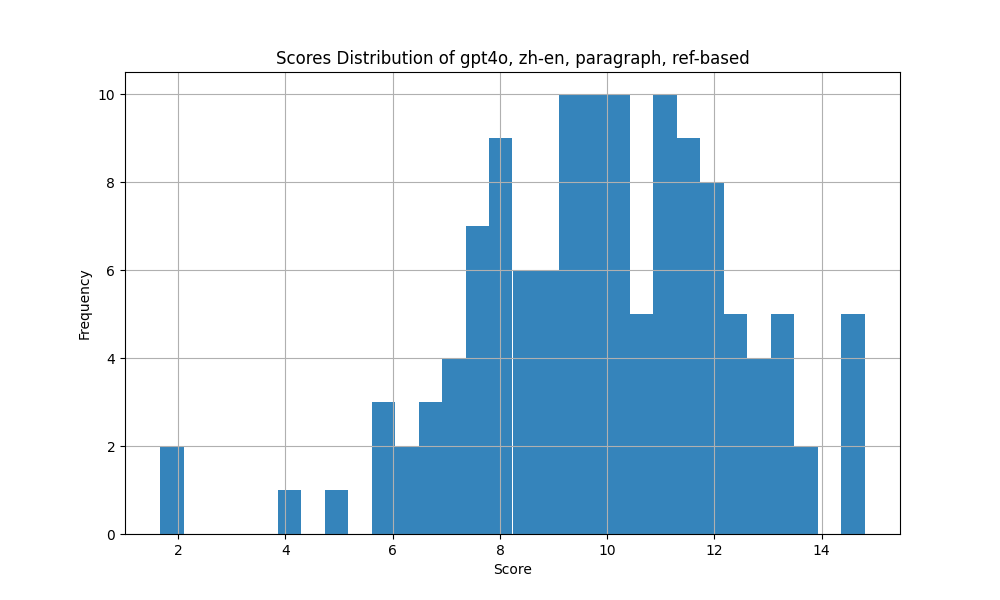 Scores Distribution of gpt4o, zh-en, paragraph, ref-based
10
8
6
4
2
0
Frequency
2 4 6 8 10 12 14
Score